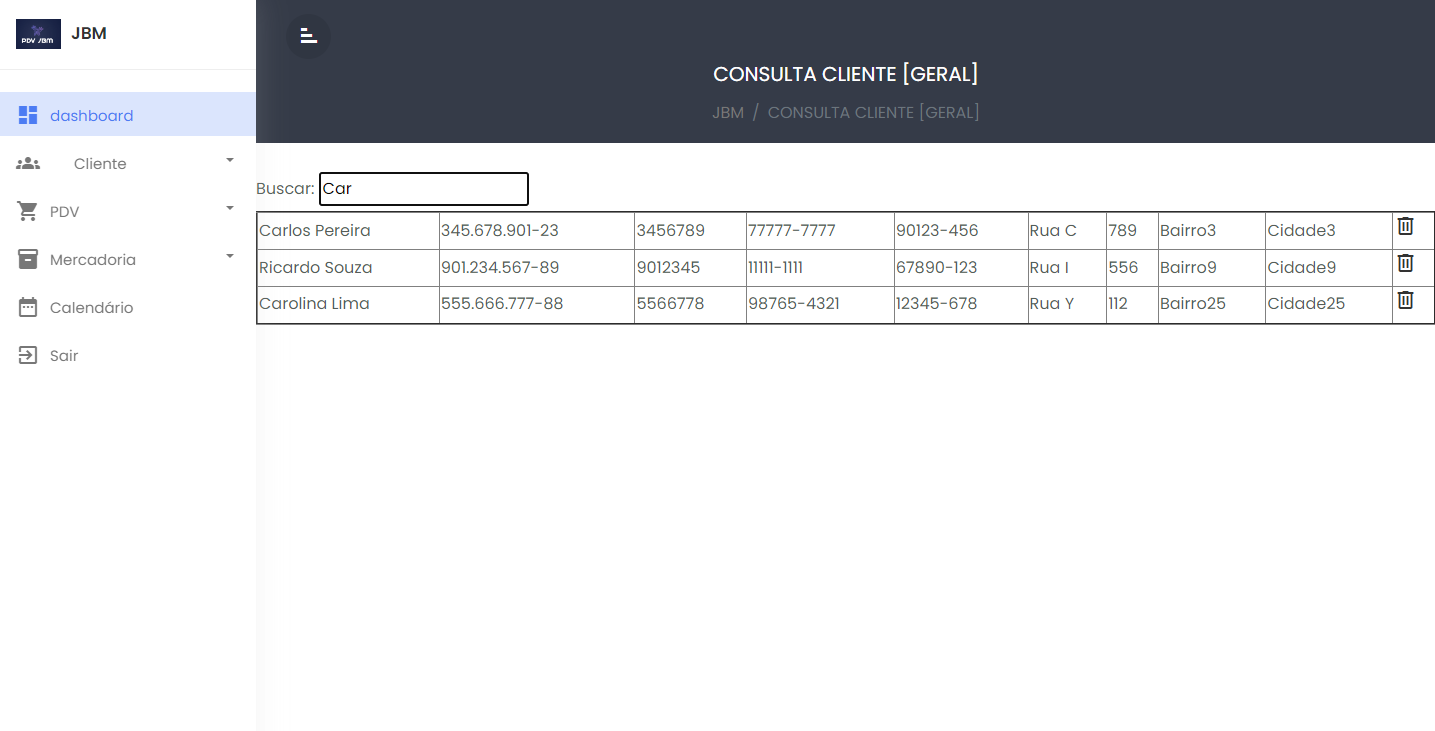 PDV JBM
JBM
dashboard
Cliente
PDV
Mercadoria
Calendário
Sair
CONSULTA CLIENTE [GERAL]
JBM / CONSULTA CLIENTE [GERAL]
Buscar: Car
Carlos Pereira 345.678.901-23 3456789 77777-7777 90123-456 Rua C 789 Bairro3 Cidade3
Ricardo Souza 901.234.567-89 9012345 11111-1111 67890-123 Rua I 556 Bairro9 Cidade9
Carolina Lima 555.666.777-88 5566778 98765-4321 12345-678 Rua Y 112 Bairro25 Cidade25